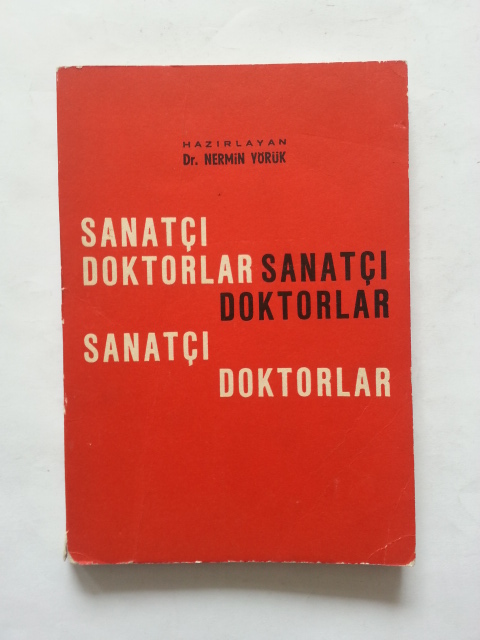 HAZIRLAYAN
Dr. NERMİN YÖRÜK
SANATÇI
DOKTORLAR SANATÇI
DOKTORLAR
SANATÇI
DOKTORLAR